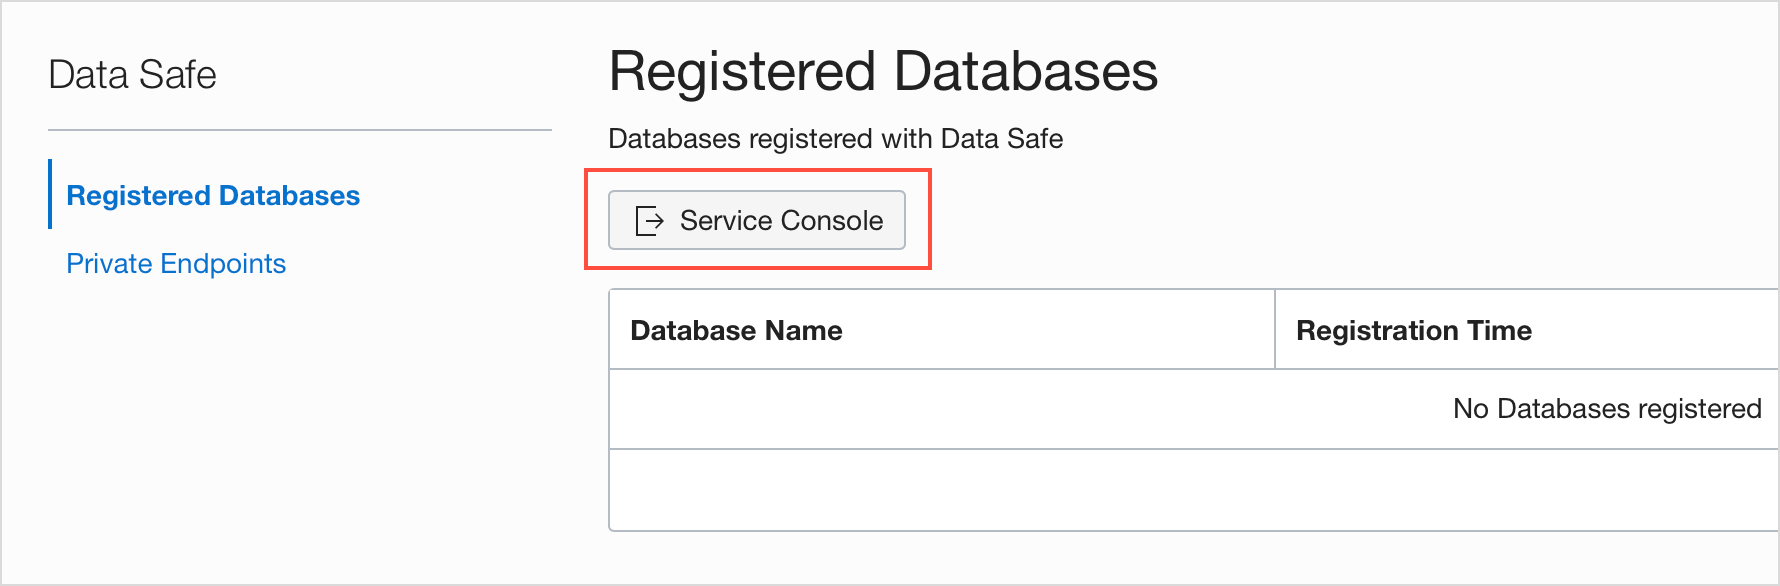 Data Safe
Registered Databases
Private Endpoints
Registered Databases
Databases registered with Data Safe
Service Console
Database Name Registration Time
No Databases registered